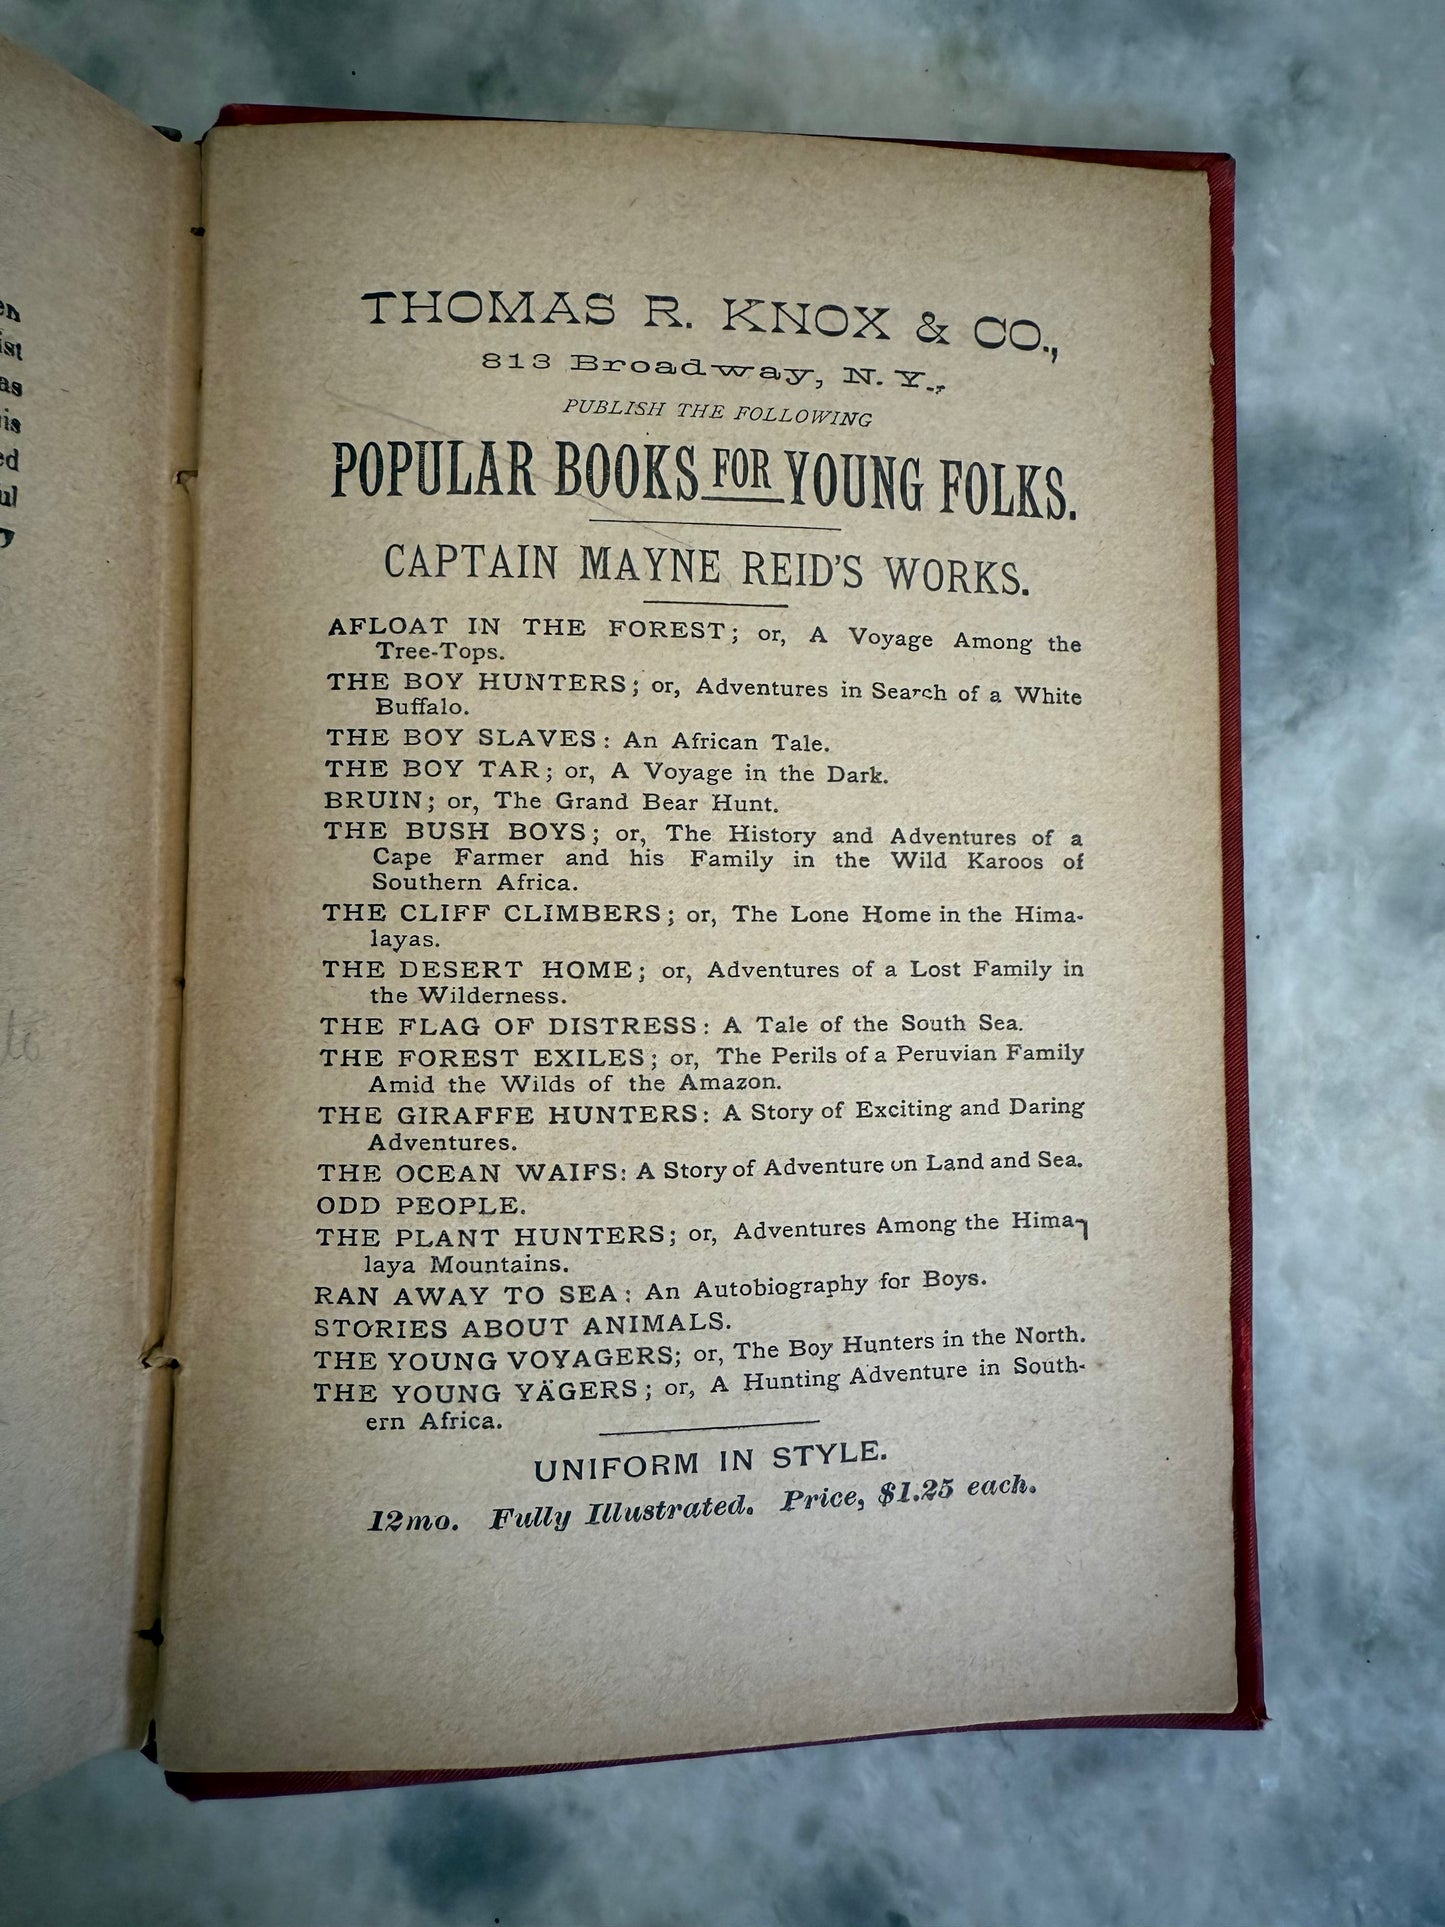 en
ist
as
is
ed
ul
THOMAS R. KNOX & CO.,
813 Broadway, N. Y.,
PUBLISH THE FOLLOWING
POPULAR BOOKS FOR YOUNG FOLKS.
CAPTAIN MAYNE REID'S WORKS.
AFLOAT IN THE FOREST; or, A Voyage Among the
Tree-Tops.
THE BOY HUNTERS; or, Adventures in Search of a White
Buffalo.
THE BOY SLAVES: An African Tale.
THE BOY TAR; or, A Voyage in the Dark.
BRUIN; or, The Grand Bear Hunt.
THE BUSH BOYS; or, The History and Adventures of a
Cape Farmer and his Family in the Wild Karoos of
Southern Africa.
THE CLIFF CLIMBERS; or, The Lone Home in the Hima-
layas.
THE DESERT HOME; or, Adventures of a Lost Family in
the Wilderness.
THE FLAG OF DISTRESS: A Tale of the South Sea.
THE FOREST EXILES; or, The Perils of a Peruvian Family
Amid the Wilds of the Amazon.
THE GIRAFFE HUNTERS: A Story of Exciting and Daring
Adventures.
THE OCEAN WAIFS: A Story of Adventure on Land and Sea.
ODD PEOPLE.
THE PLANT HUNTERS; or, Adventures Among the Hima-
laya Mountains.
RAN AWAY TO SEA: An Autobiography for Boys.
STORIES ABOUT ANIMALS.
THE YOUNG VOYAGERS; or, The Boy Hunters in the North.
THE YOUNG YÄGERS; or, A Hunting Adventure in South-
ern Africa.
UNIFORM IN STYLE.
12mo. Fully Illustrated. Price, $1.25 each.